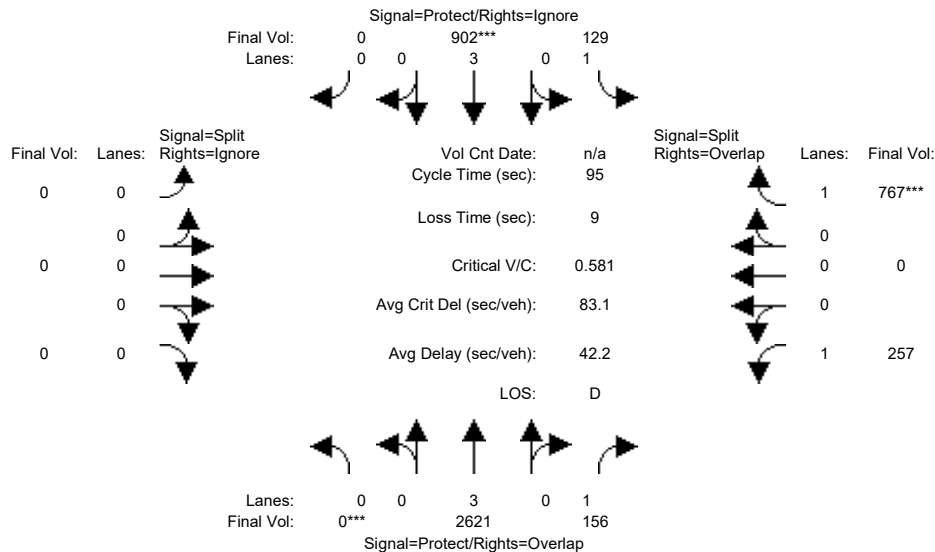 Signal=Protect/Rights=Ignore
Final Vol: 0 902*** 129
Lanes: 0 0 3 0 1
Signal=Split
Final Vol: Lanes: Rights=Ignore
Vol Cnt Date: n/a
Signal=Split
Rights=Overlap Lanes: Final Vol:
Cycle Time (sec): 95
0 0
1 767***
Loss Time (sec): 9
0
0
0 0
Critical V/C: 0.581
0 0
0
Avg Crit Del (sec/veh): 83.1
0
0 0
Avg Delay (sec/veh): 42.2
1 257
LOS: D
Lanes: 0 0 3 0 1
Final Vol: 0*** 2621 156
Signal=Protect/Rights=Overlap